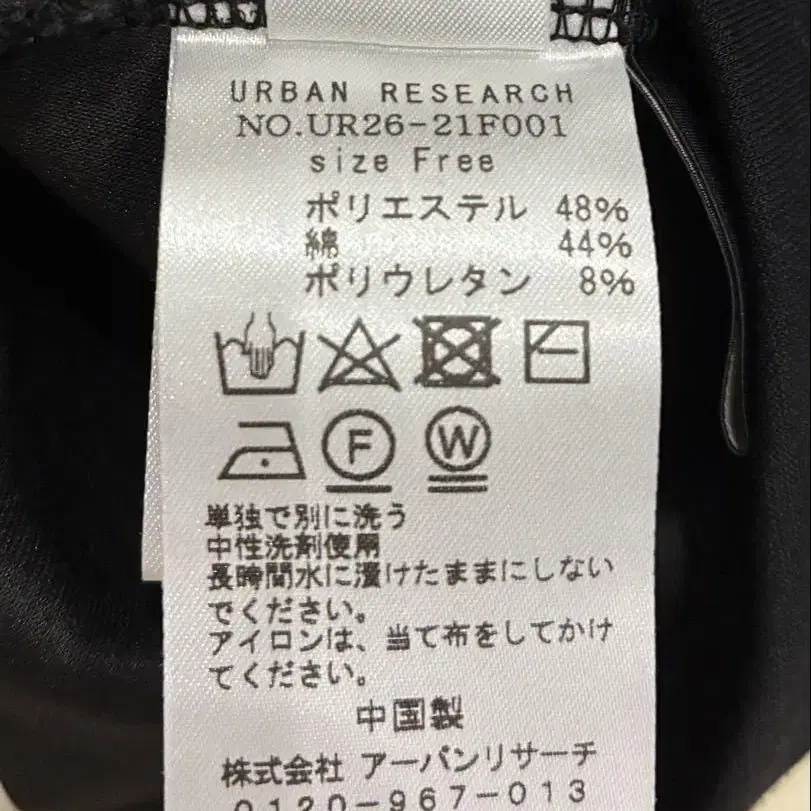 URBAN RESEARCH
NO.UR26-21F001
size Free
ポリエステル 48%
綿 44%
ポリウレタン 8%
F W
単独で別に洗う
中性洗剤使用
長時間水に漬けたままにしない
でください。
アイロンは、当て布をしてかけ
てください。
中国製
株式会社 アーバンリサーチ
0120-967-013